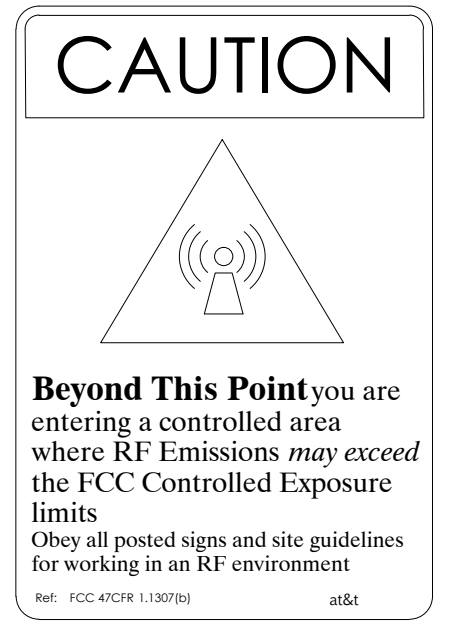 CAUTION
Beyond This Point you are
entering a controlled area
where RF Emissions may exceed
the FCC Controlled Exposure
limits
Obey all posted signs and site guidelines
for working in an RF environment
Ref: FCC 47CFR 1.1307(b) at&t